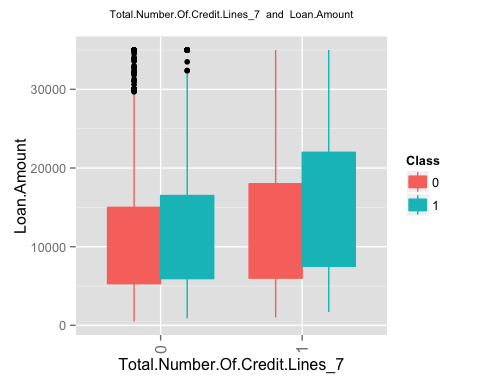 Total.Number.Of.Credit.Lines_7 and Loan.Amount
Loan.Amount
30000
20000
10000
0
0
1
Total.Number.Of.Credit.Lines_7
Class
0
1